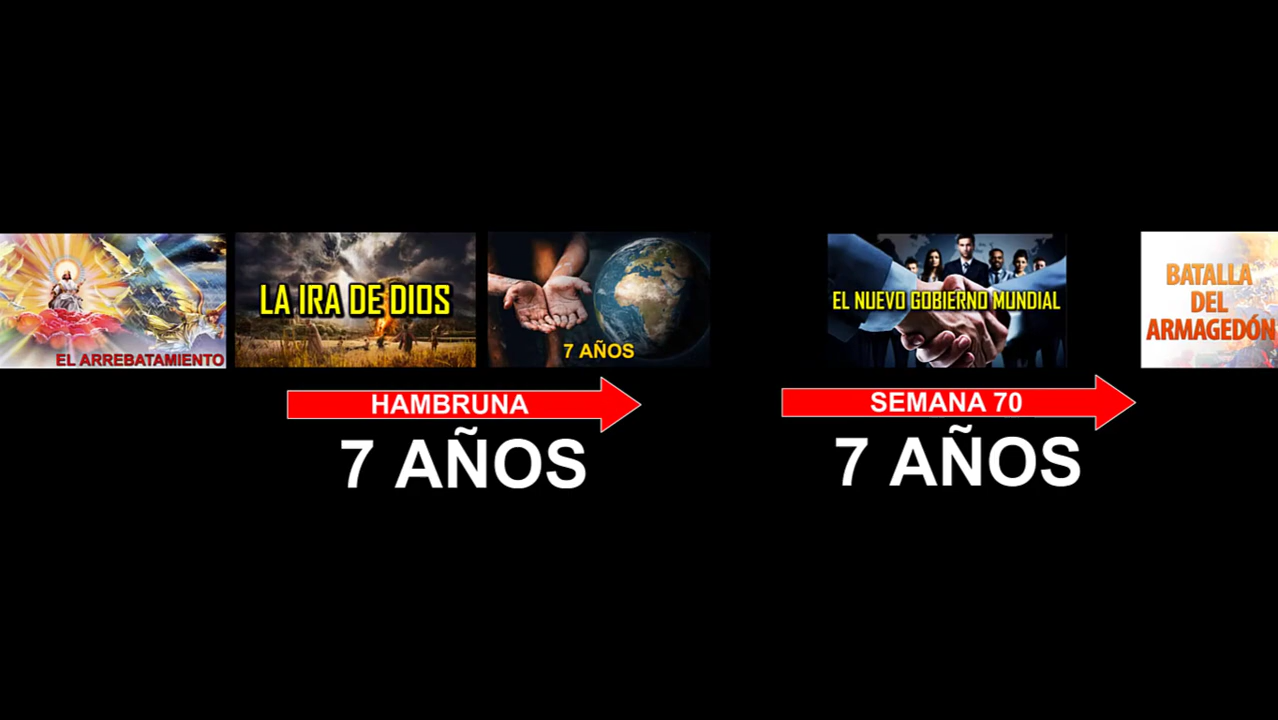 EL ARREBATAMIENTO
LA IRA DE DIOS
7 AÑOS
EL NUEVO GOBIERNO MUNDIAL
BATALLA
DEL
ARMAGEDÓN
HAMBRUNA
7 AÑOS
SEMANA 70
7 AÑOS